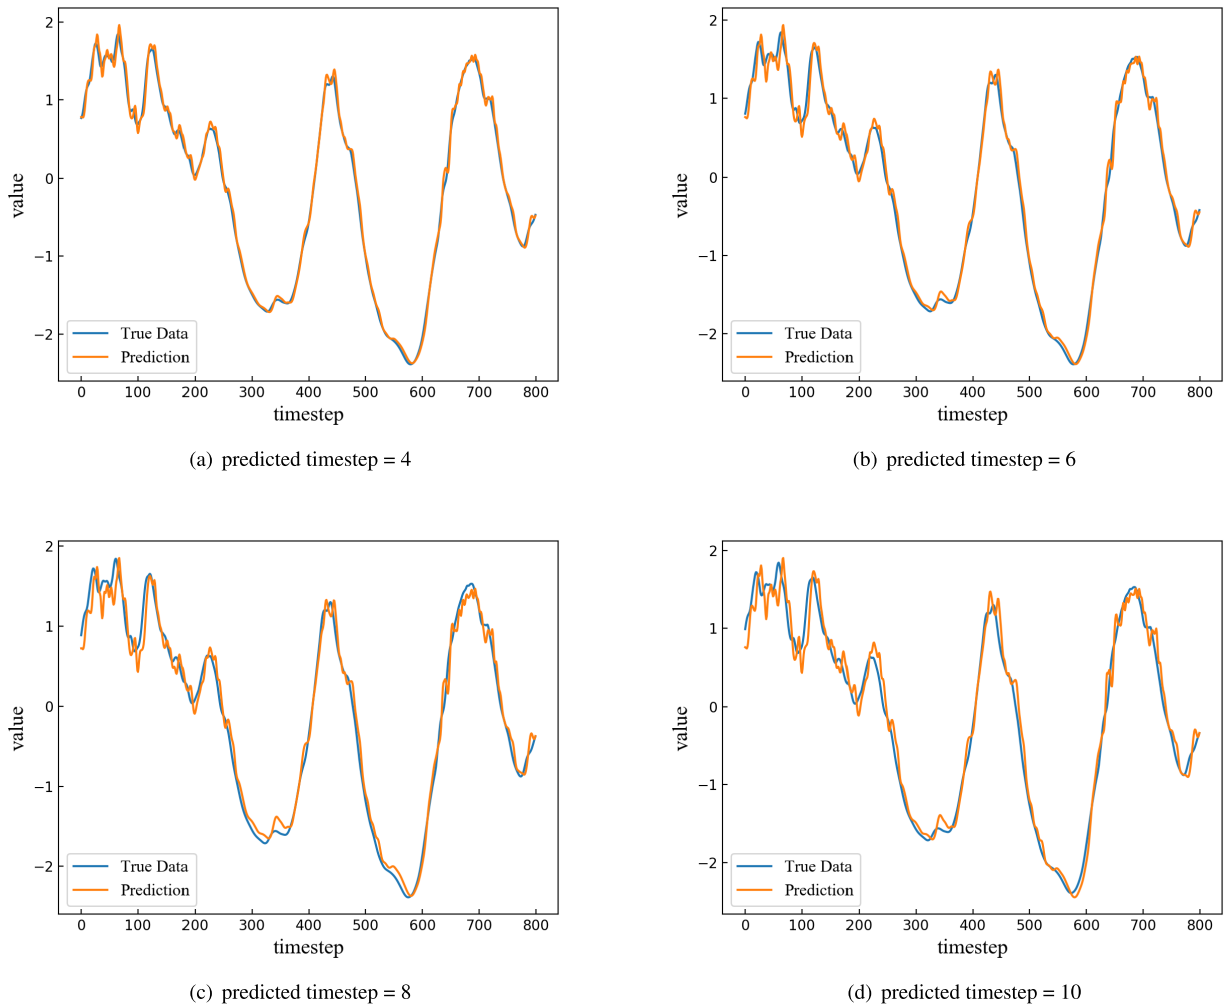 2
1
0
−1
−2
value
True Data
Prediction
0 100 200 300 400 500 600 700 800
timestep
(a) predicted timestep = 4
2
1
0
−1
−2
value
True Data
Prediction
0 100 200 300 400 500 600 700 800
timestep
(b) predicted timestep = 6
2
1
0
−1
−2
value
True Data
Prediction
0 100 200 300 400 500 600 700 800
timestep
(c) predicted timestep = 8
2
1
0
−1
−2
value
True Data
Prediction
0 100 200 300 400 500 600 700 800
timestep
(d) predicted timestep = 10